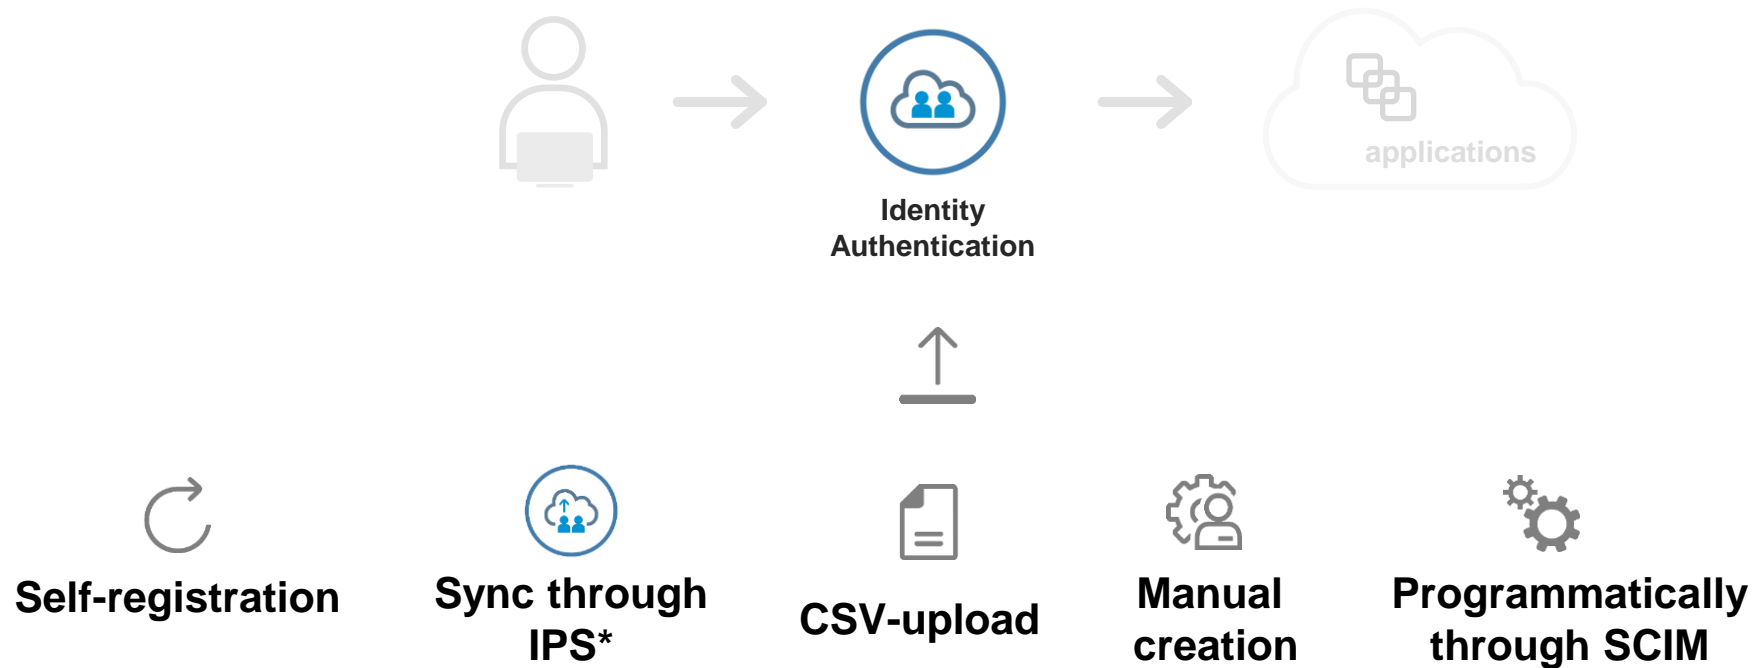 applications
Identity
Authentication
Self-registration
Sync through
IPS*
CSV-upload
Manual
creation
Programmatically
through SCIM